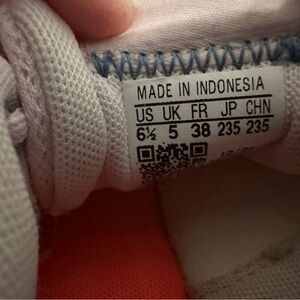 MADE IN INDONESIA
US UK FR JP CHN
6½ 5 38 235 235